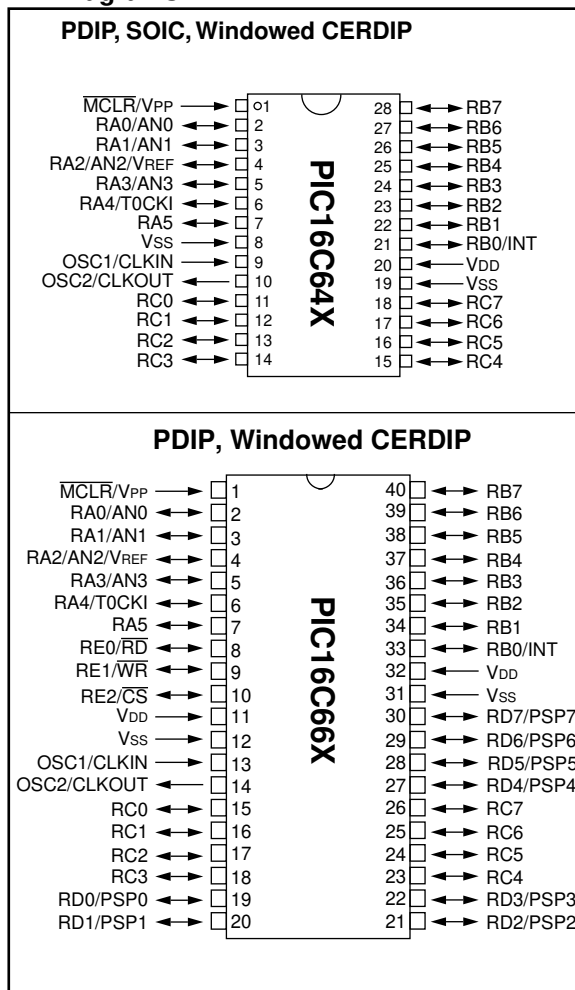 PDIP, SOIC, Windowed CERDIP
MCLR/VPP 1 28 RB7
RA0/AN0 2 27 RB6
RA1/AN1 3 26 RB5
RA2/AN2/VREF 4 25 RB4
RA3/AN3 5 24 RB3
RA4/T0CKI 6 23 RB2
RA5 7 22 RB1
VSS 8 21 RB0/INT
OSC1/CLKIN 9 20 VDD
OSC2/CLKOUT 10 19 VSS
RC0 11 18 RC7
RC1 12 17 RC6
RC2 13 16 RC5
RC3 14 15 RC4
PIC16C64X
PDIP, Windowed CERDIP
MCLR/VPP 1 40 RB7
RA0/AN0 2 39 RB6
RA1/AN1 3 38 RB5
RA2/AN2/VREF 4 37 RB4
RA3/AN3 5 36 RB3
RA4/T0CKI 6 35 RB2
RA5 7 34 RB1
RE0/RD 8 33 RB0/INT
RE1/WR 9 32 VDD
RE2/CS 10 31 VSS
VDD 11 30 RD7/PSP7
VSS 12 29 RD6/PSP6
OSC1/CLKIN 13 28 RD5/PSP5
OSC2/CLKOUT 14 27 RD4/PSP4
RC0 15 26 RC7
RC1 16 25 RC6
RC2 17 24 RC5
RC3 18 23 RC4
RD0/PSP0 19 22 RD3/PSP3
RD1/PSP1 20 21 RD2/PSP2
PIC16C66X